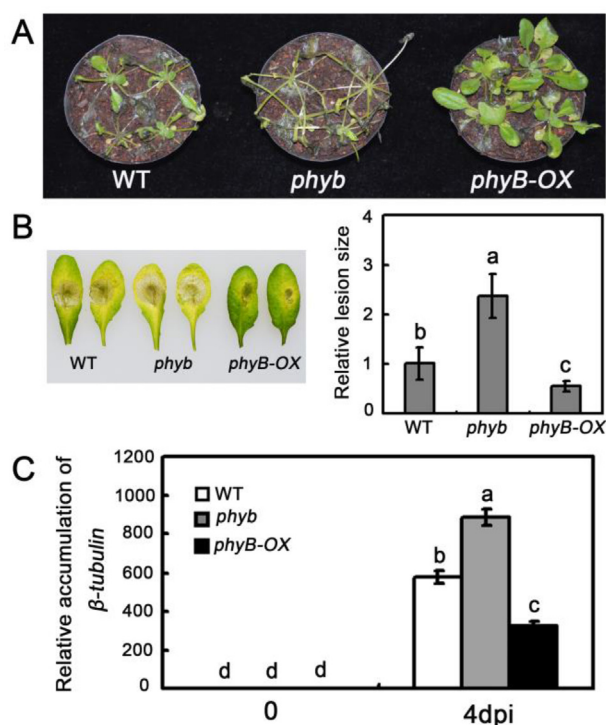 A
WT
phyb
phyB-OX
B
WT
phyb
phyB-OX
Relative lesion size
4
3
2
1
0
b
a
c
WT
phyb
phyB-OX
C
Relative accumulation of
β-tubulin
1200
1000
800
600
400
200
0
WT
phyb
phyB-OX
d
d
d
b
a
c
0
4dpi